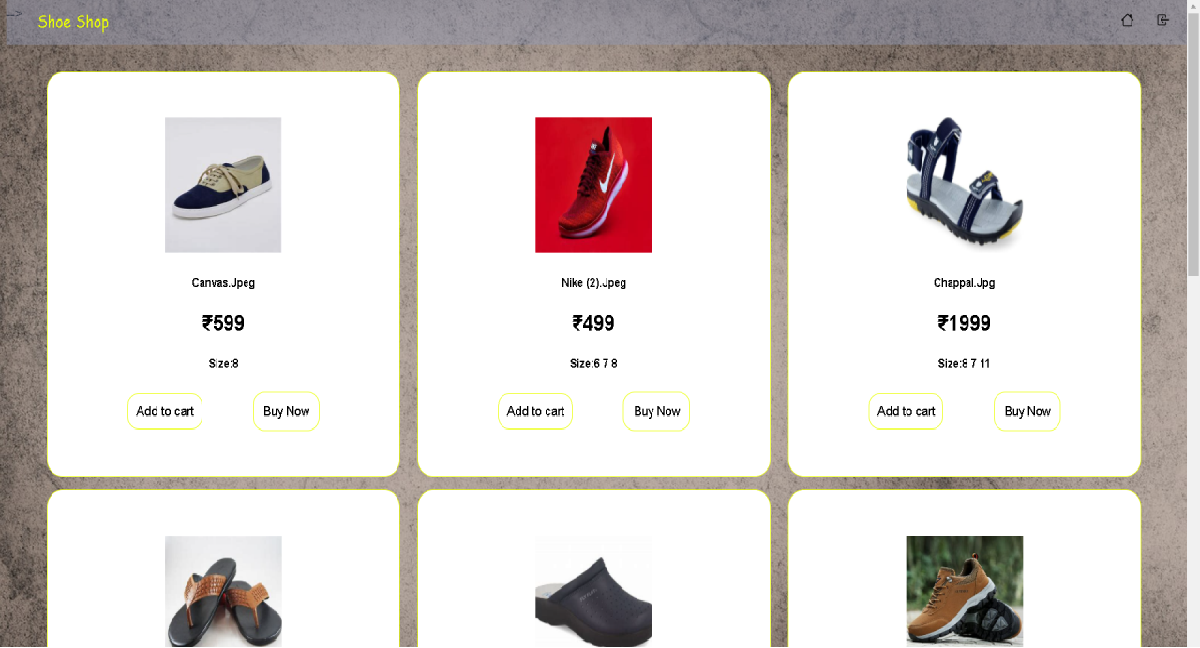 -->
Shoe Shop
Canvas.Jpeg
₹599
Size:8
Add to cart
Buy Now
Nike (2).Jpeg
₹499
Size:6 7 8
Add to cart
Buy Now
Chappal.Jpg
₹1999
Size:8 7 11
Add to cart
Buy Now